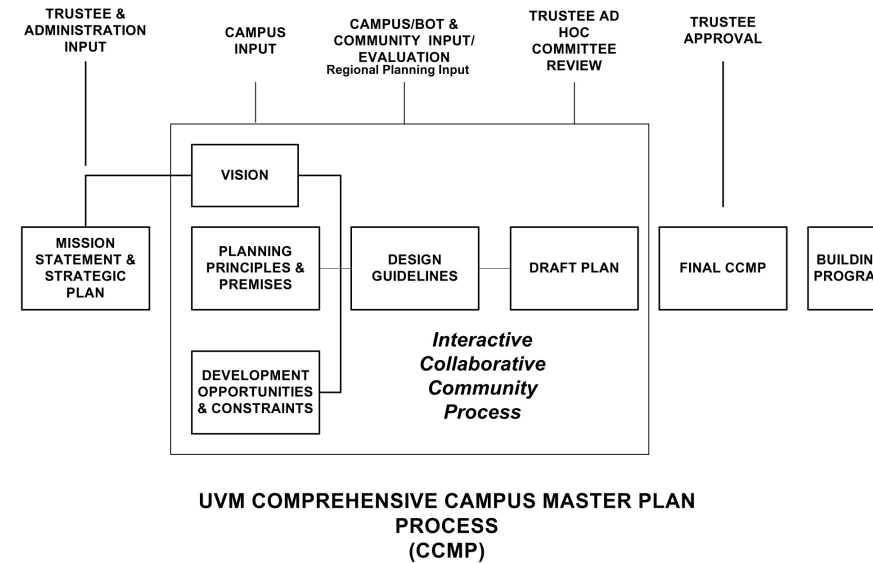 TRUSTEE &
ADMINISTRATION
INPUT
CAMPUS
INPUT
CAMPUS/BOT &
COMMUNITY INPUT/
EVALUATION
Regional Planning Input
TRUSTEE AD
HOC
COMMITTEE
REVIEW
TRUSTEE
APPROVAL
VISION
MISSION
STATEMENT &
STRATEGIC
PLAN
PLANNING
PRINCIPLES &
PREMISES
DESIGN
GUIDELINES
DRAFT PLAN
FINAL CCMP
DEVELOPMENT
OPPORTUNITIES
& CONSTRAINTS
Interactive
Collaborative
Community
Process
UVM COMPREHENSIVE CAMPUS MASTER PLAN
PROCESS
(CCMP)